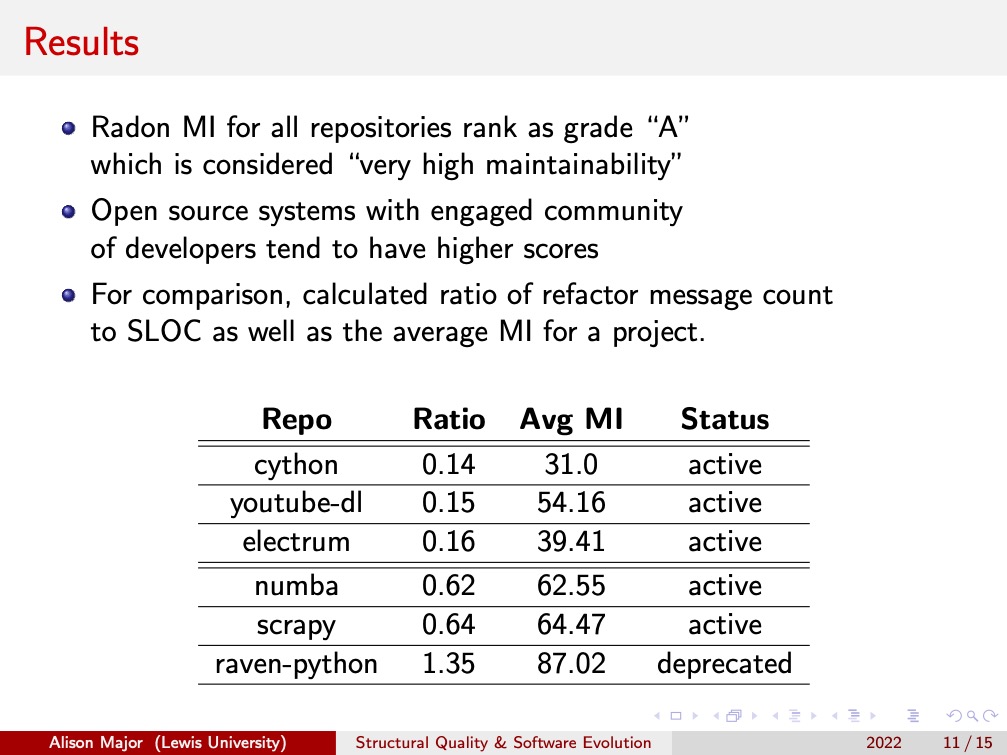 Results
Radon MI for all repositories rank as grade “A”
which is considered “very high maintainability”
Open source systems with engaged community
of developers tend to have higher scores
For comparison, calculated ratio of refactor message count
to SLOC as well as the average MI for a project.
Repo Ratio Avg MI Status
cython 0.14 31.0 active
youtube-dl 0.15 54.16 active
electrum 0.16 39.41 active
numba 0.62 62.55 active
scrapy 0.64 64.47 active
raven-python 1.35 87.02 deprecated
Alison Major (Lewis University) Structural Quality & Software Evolution 2022 11 / 15